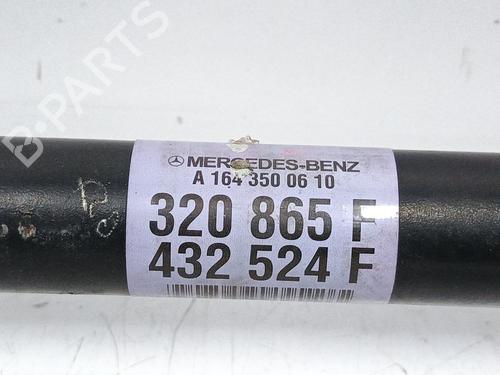 B-PARTS
MERCEDES-BENZ
A 164 350 06 10
320 865 F
432 524 F